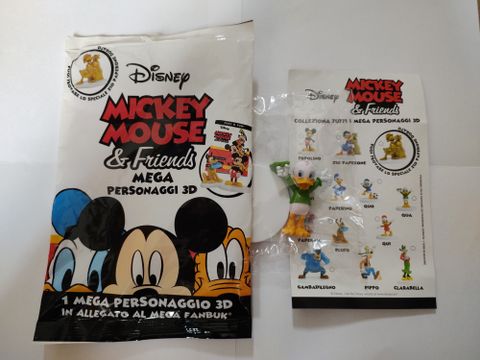 Disney
MICKEY
MOUSE
& Friends
MEGA
PERSONAGGI 3D
1 MEGA PERSONAGGIO 3D
IN ALLEGATO AL MEGA FANBUK
Disney
MICKEY
MOUSE
& Friends
COLLEZIONA TUTTI I MEGA PERSONAGGI 3D
TOPOLINO
ZIO PAPERONE
PAPERINO
QUO
QUA
PLUTO
QUI
GAMBADILEGNO
PIPPO
CLARABELLA